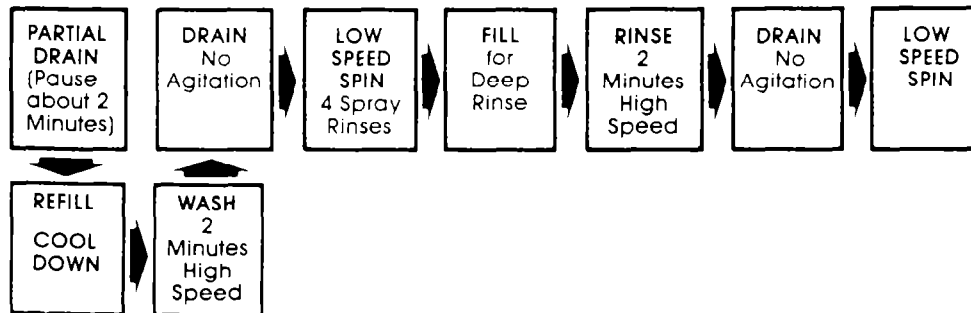 PARTIAL
DRAIN
(Pause
about 2
Minutes)
REFILL
COOL
DOWN
WASH
2
Minutes
High
Speed
DRAIN
No
Agitation
LOW
SPEED
SPIN
4 Spray
Rinses
FILL
for
Deep
Rinse
RINSE
2
Minutes
High
Speed
DRAIN
No
Agitation
LOW
SPEED
SPIN